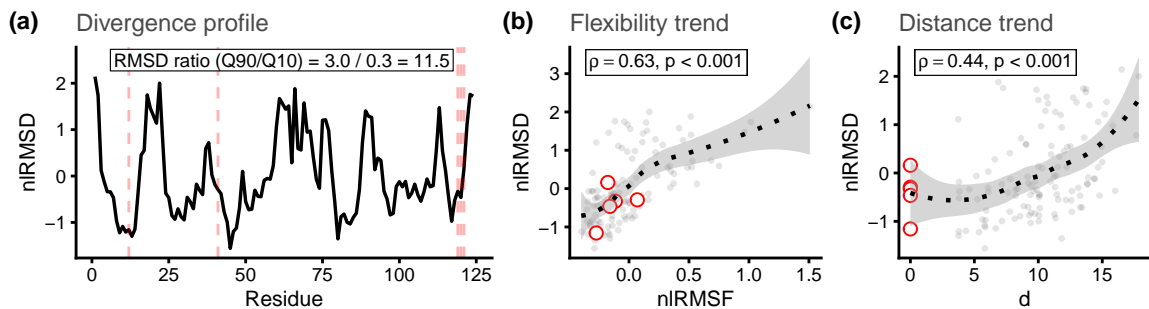 (a) Divergence profile
RMSD ratio (Q90/Q10) = 3.0 / 0.3 = 11.5
nlRMSD
2
1
0
−1
0 25 50 75 100 125
Residue
(b) Flexibility trend
ρ = 0.63, p < 0.001
nlRMSD
3
2
1
0
−1
0.0 0.5 1.0 1.5
nlRMSF
(c) Distance trend
ρ = 0.44, p < 0.001
nlRMSD
2
1
0
−1
0 5 10 15
d